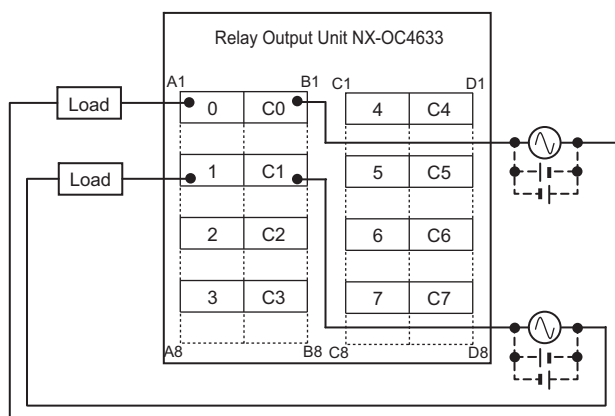 Relay Output Unit NX-OC4633
A1 B1 C1 D1
Load 0 C0 4 C4
Load 1 C1 5 C5
2 C2 6 C6
3 C3 7 C7
A8 B8 C8 D8